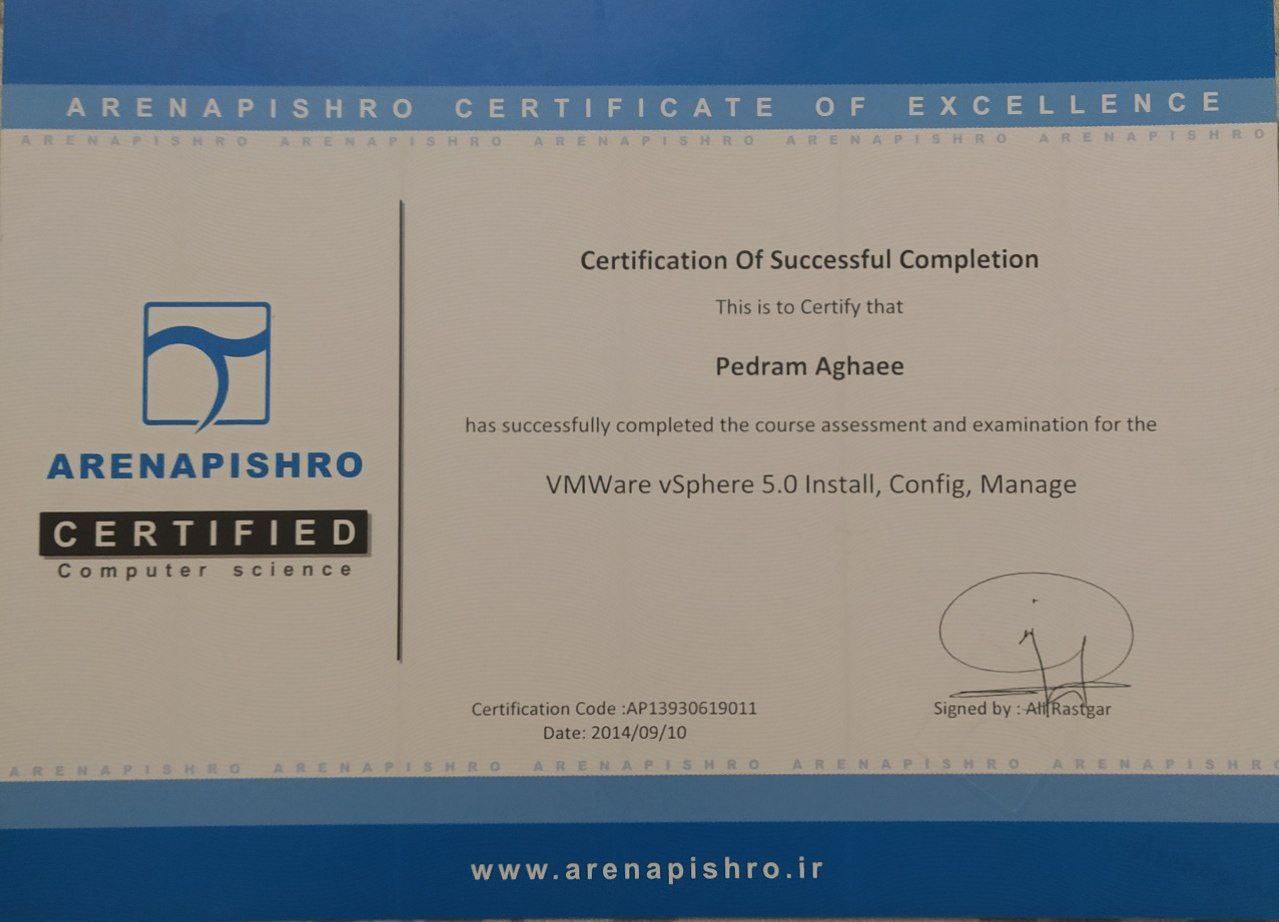 ARENAPISHRO CERTIFICATE OF EXCELLENCE
ARENAPISHRO ARENAPISHRO ARENAPISHRO ARENAPISHRO ARENAPISHRO
Certification Of Successful Completion
This is to Certify that
Pedram Aghaee
has successfully completed the course assessment and examination for the
VMWare vSphere 5.0 Install, Config, Manage
ARENAPISHRO
CERTIFIED
Computer science
Certification Code :AP13930619011
Date: 2014/09/10
Signed by : Ali Rastgar
ARENAPISHRO ARENAPISHRO ARENAPISHRO ARENAPISHRO ARENAPISHR
www.arenapishro.ir